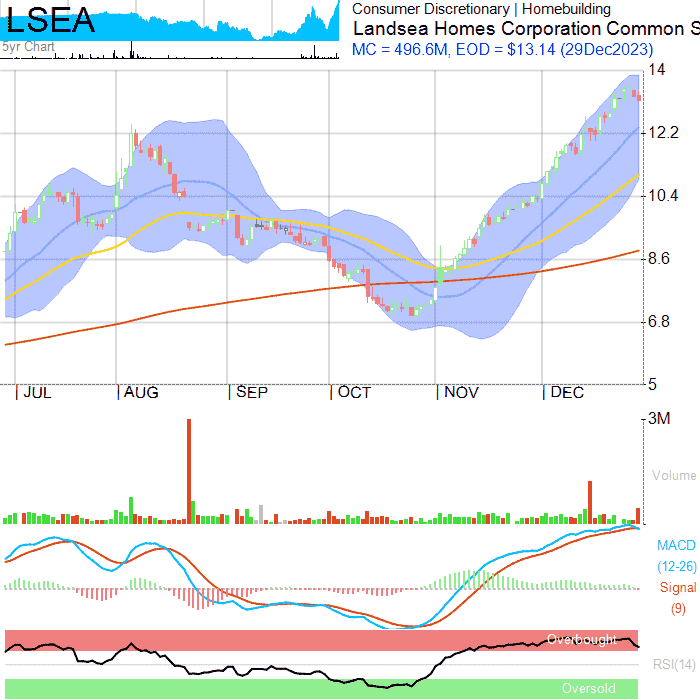 LSEA
5yr Chart
Consumer Discretionary | Homebuilding
Landsea Homes Corporation Common S
MC = 496.6M, EOD = $13.14 (29Dec2023)
14
12.2
10.4
8.6
6.8
5
JUL AUG SEP OCT NOV DEC
3M
Volume
MACD
(12-26)
Signal
(9)
Overbought
RSI(14)
Oversold